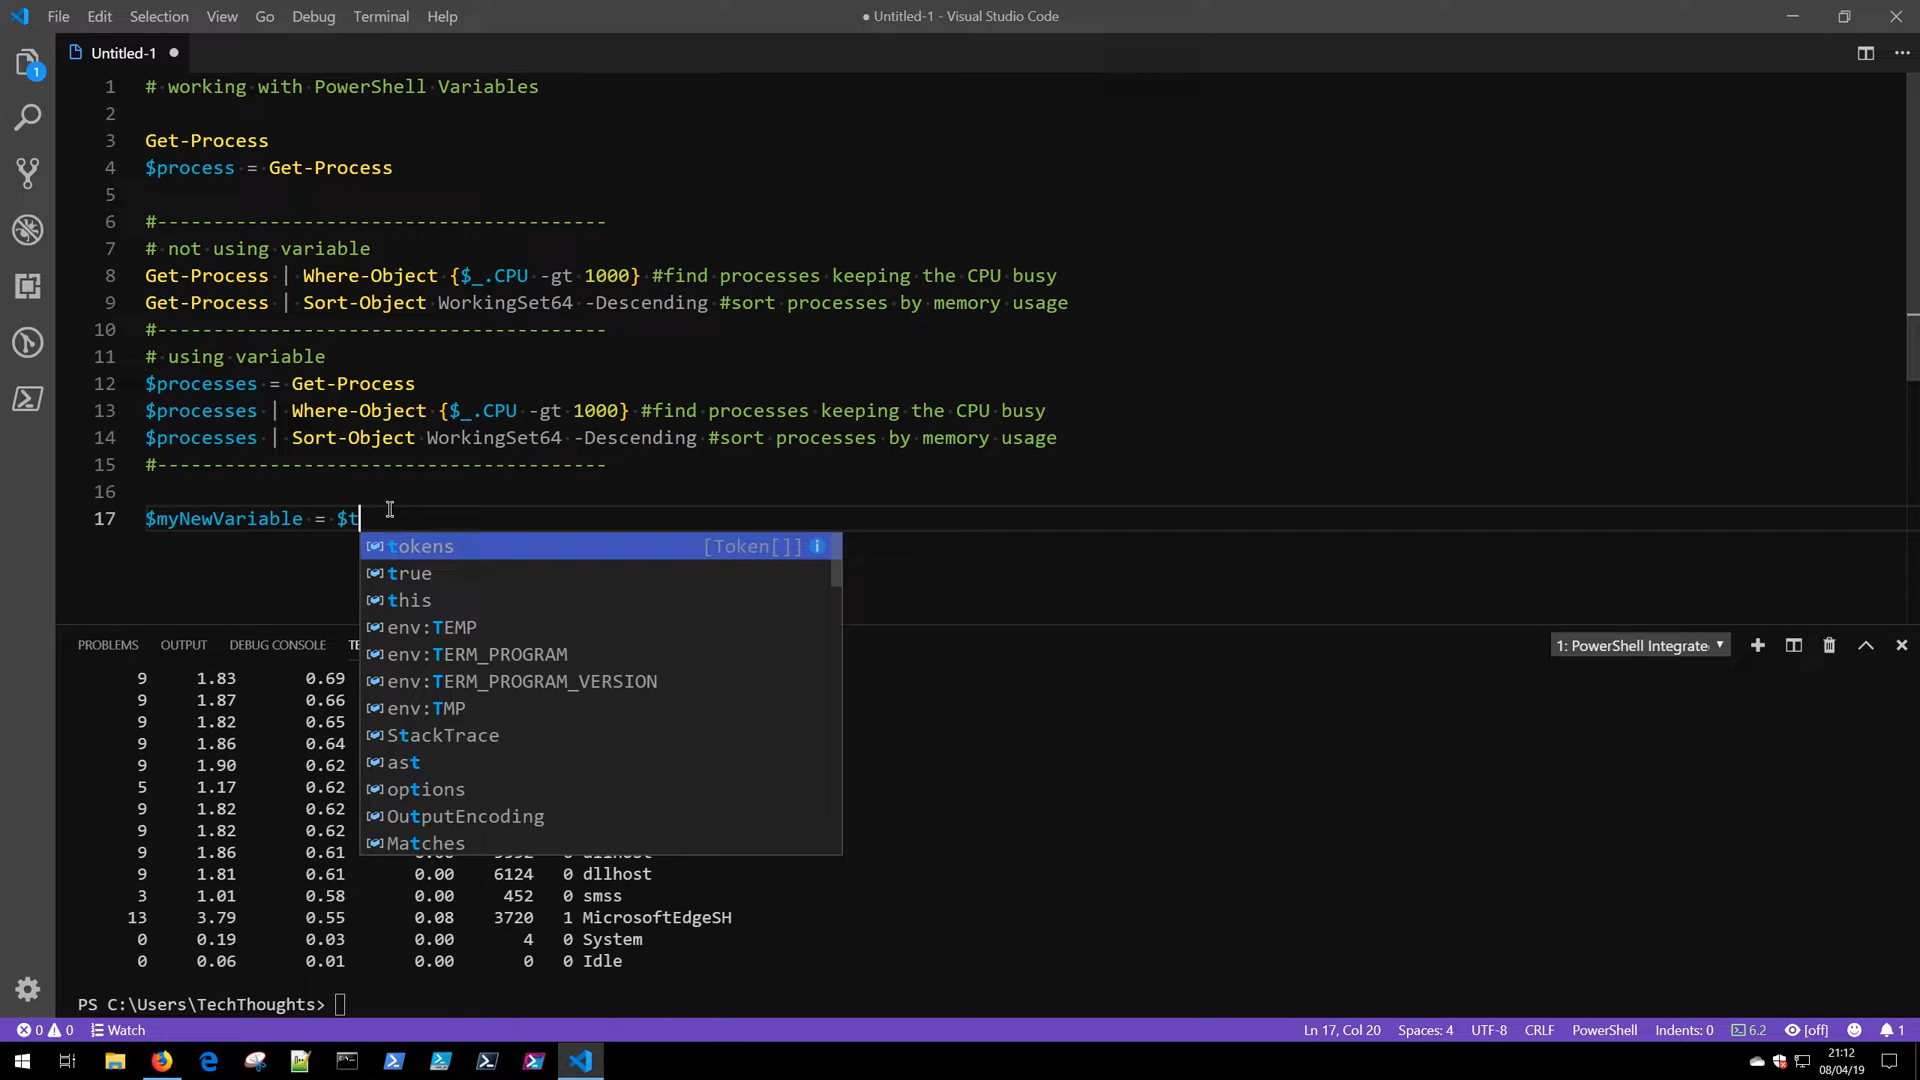 File Edit Selection View Go Debug Terminal Help
● Untitled-1 - Visual Studio Code
1
Untitled-1 ●
1 # working with PowerShell Variables
2
3 Get-Process
4 $process = Get-Process
5
6 #----------------------------------------
7 # not using variable
8 Get-Process | Where-Object {$_.CPU -gt 1000} #find processes keeping the CPU busy
9 Get-Process | Sort-Object WorkingSet64 -Descending #sort processes by memory usage
10 #----------------------------------------
11 # using variable
12 $processes = Get-Process
13 $processes | Where-Object {$_.CPU -gt 1000} #find processes keeping the CPU busy
14 $processes | Sort-Object WorkingSet64 -Descending #sort processes by memory usage
15 #----------------------------------------
16
17 $myNewVariable = $t
tokens [Token[]]
true
this
env:TEMP
env:TERM_PROGRAM
env:TERM_PROGRAM_VERSION
env:TMP
StackTrace
ast
options
OutputEncoding
Matches
PROBLEMS OUTPUT DEBUG CONSOLE
1: PowerShell Integrate
9 1.83 0.69
9 1.87 0.66
9 1.82 0.65
9 1.86 0.64
9 1.90 0.62
5 1.17 0.62
9 1.82 0.62
9 1.82 0.62
9 1.86 0.61
9 1.81 0.61 0.00 6124 0 dllhost
3 1.01 0.58 0.00 452 0 smss
13 3.79 0.55 0.08 3720 1 MicrosoftEdgeSH
0 0.19 0.03 0.00 4 0 System
0 0.06 0.01 0.00 0 0 Idle
PS C:\Users\TechThoughts>
0 0 Watch
Ln 17, Col 20 Spaces: 4 UTF-8 CRLF PowerShell Indents: 0 6.2 [off] 1
21:12
08/04/19